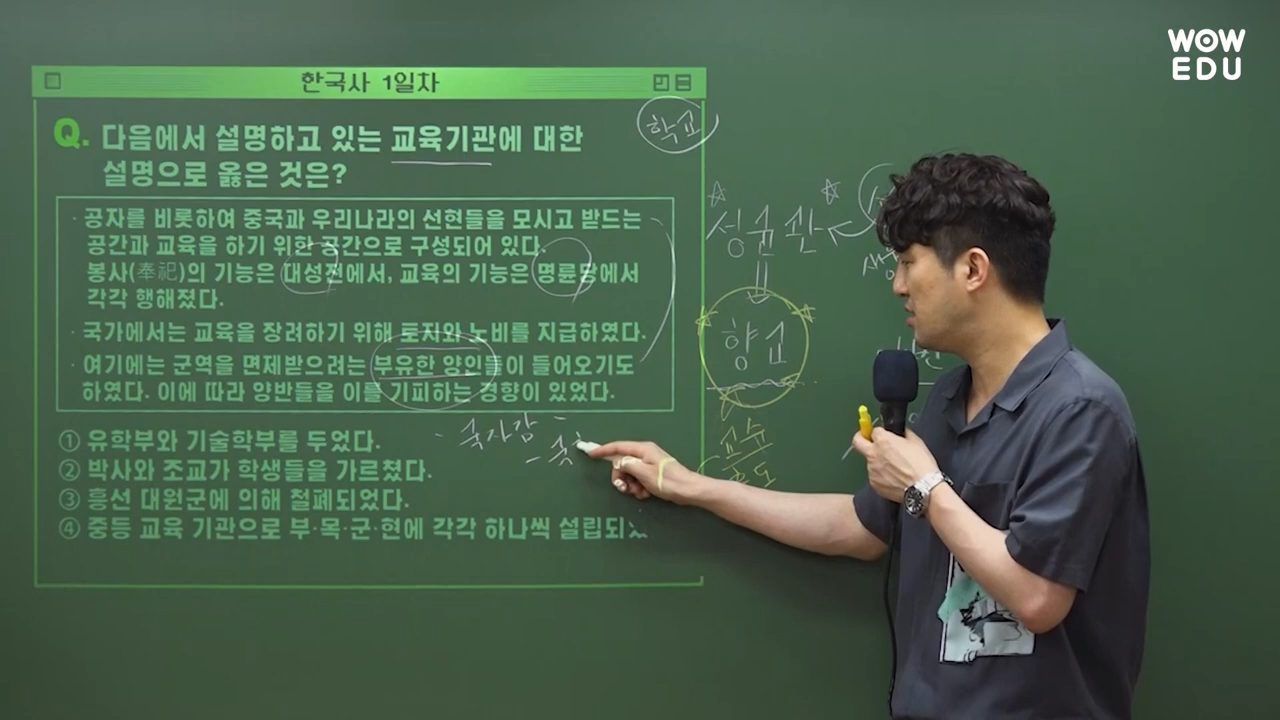 WOW
EDU
한국사 1일차
Q. 다음에서 설명하고 있는 교육기관에 대한
설명으로 옳은 것은?
· 공자를 비롯하여 중국과 우리나라의 선현들을 모시고 받드는
공간과 교육을 하기 위한 공간으로 구성되어 있다.
봉사(奉祀)의 기능은 대성전에서, 교육의 기능은 명륜당에서
각각 행해졌다.
· 국가에서는 교육을 장려하기 위해 토지와 노비를 지급하였다.
· 여기에는 군역을 면제받으려는 부유한 양인들이 들어오기도
하였다. 이에 따라 양반들을 이를 기피하는 경향이 있었다.
① 유학부와 기술학부를 두었다.
② 박사와 조교가 학생들을 가르쳤다.
③ 흥선 대원군에 의해 철폐되었다.
④ 중등 교육 기관으로 부·목·군·현에 각각 하나씩 설립되
학교
성균관
향교
교수
훈도
국자감